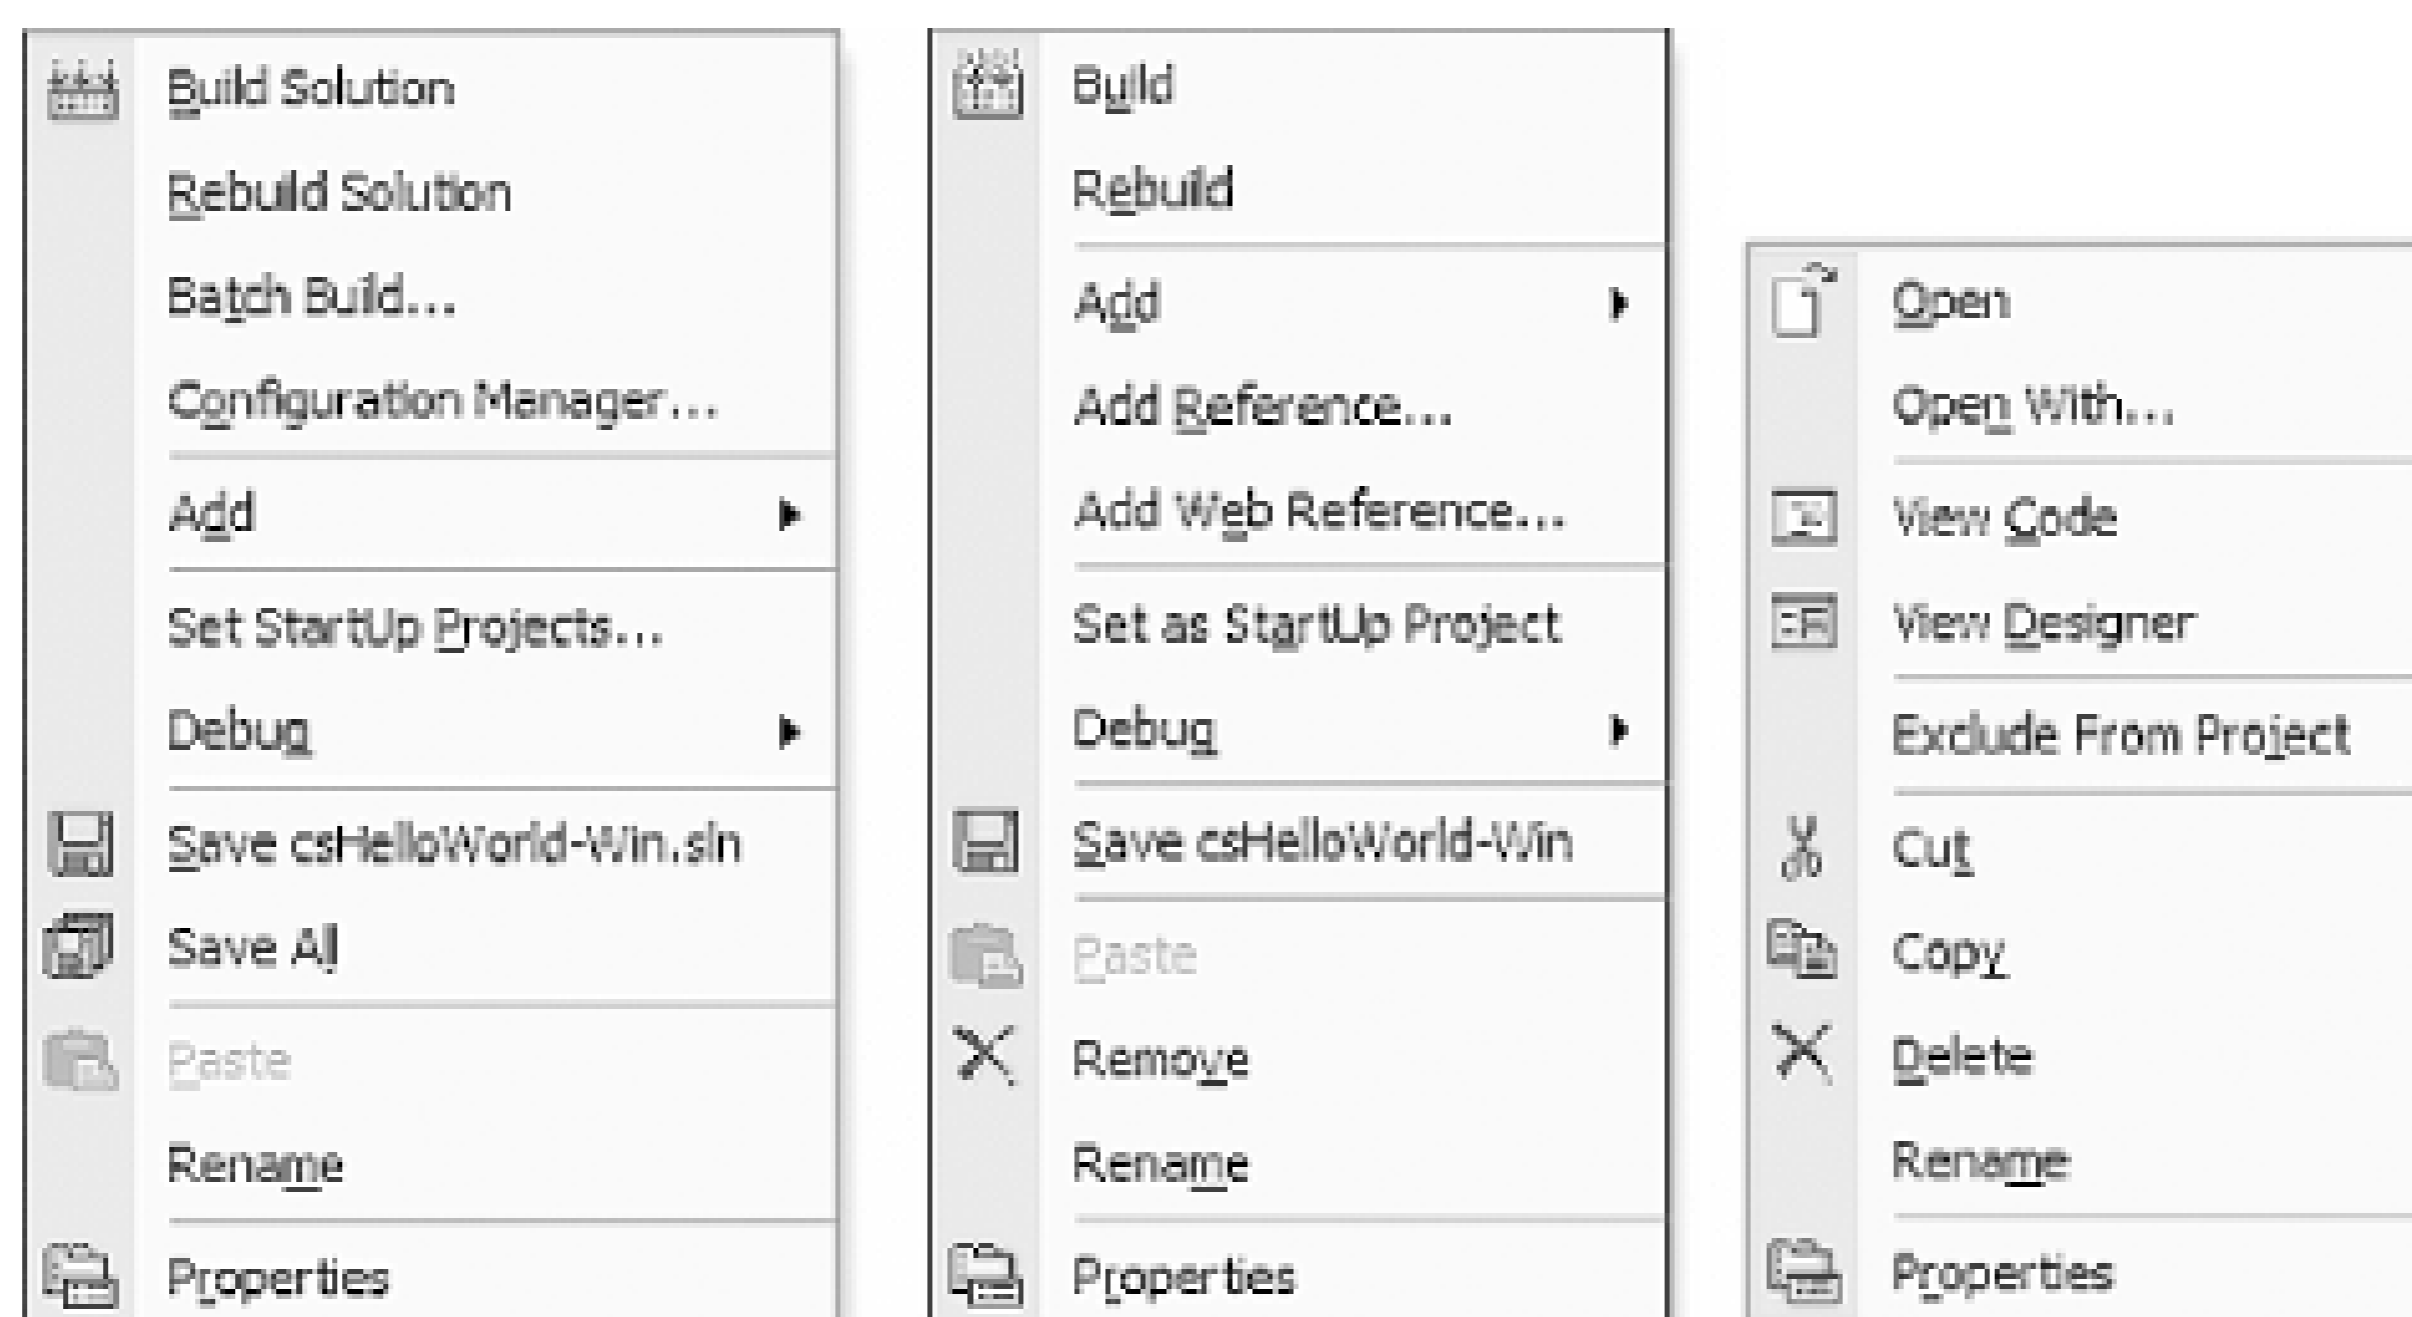 Build Solution
Rebuild Solution
Batch Build...
Configuration Manager...
Add
Set StartUp Projects...
Debug
Save csHelloWorld-Win.sln
Save All
Paste
Rename
Properties
Build
Rebuild
Add
Add Reference...
Add Web Reference...
Set as StartUp Project
Debug
Save csHelloWorld-Win
Paste
Remove
Rename
Properties
Open
Open With...
View Code
View Designer
Exclude From Project
Cut
Copy
Delete
Rename
Properties